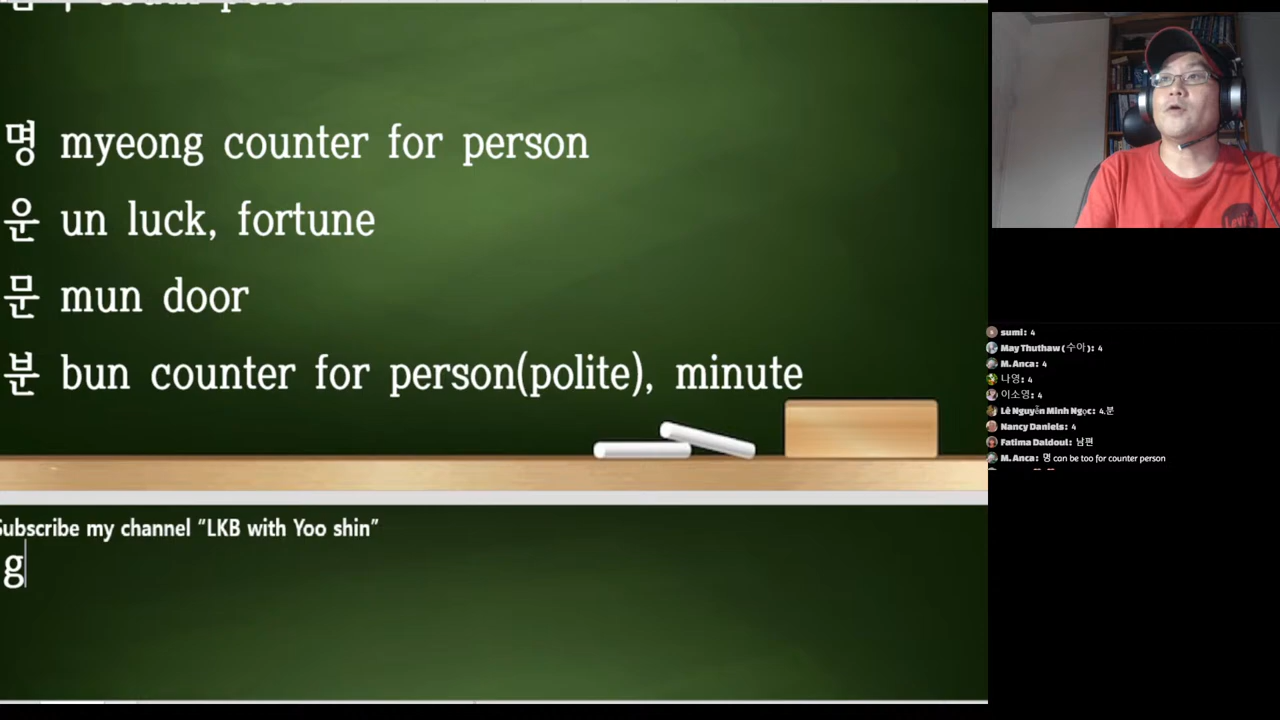 명 myeong counter for person
운 un luck, fortune
문 mun door
분 bun counter for person(polite), minute
Subscribe my channel “LKB with Yoo shin”
g
sumi: 4
May Thuthaw (수아): 4
M. Anca: 4
나영: 4
이소영: 4
Lê Nguyễn Minh Ngọc: 4.분
Nancy Daniels: 4
Fatima Daldoul: 남편
M. Anca: 명 can be too for counter person